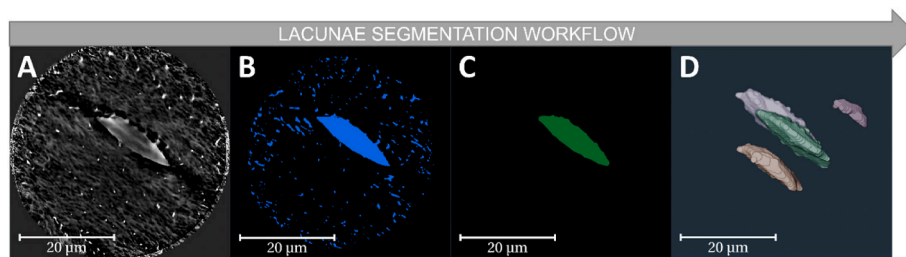 LACUNAE SEGMENTATION WORKFLOW
A B C D
20 µm 20 µm 20 µm 20 µm